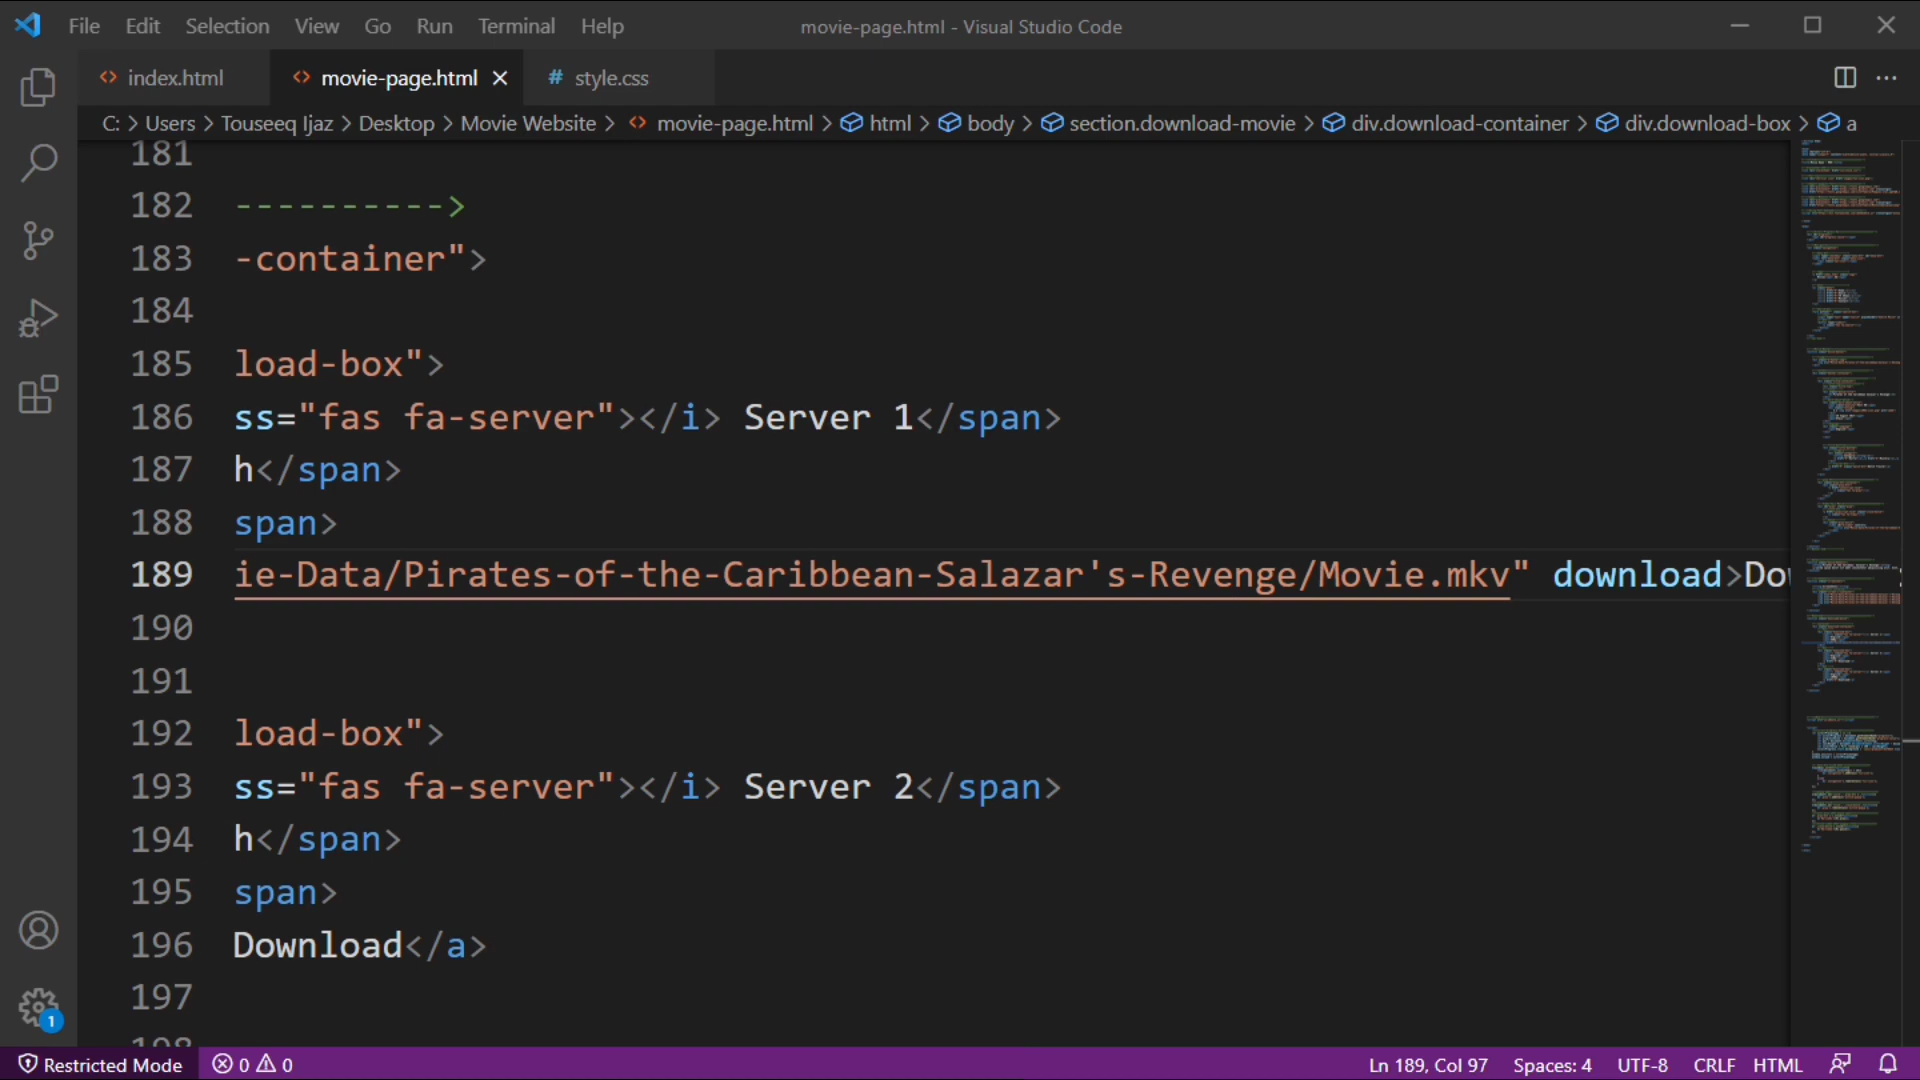 File Edit Selection View Go Run Terminal Help movie-page.html - Visual Studio Code
index.html movie-page.html style.css
C: > Users > Touseeq Ijaz > Desktop > Movie Website > movie-page.html > html > body > section.download-movie > div.download-container > div.download-box > a
181
182 ---------->
183 -container">
184
185 load-box">
186 ss="fas fa-server"></i> Server 1</span>
187 h</span>
188 span>
189 ie-Data/Pirates-of-the-Caribbean-Salazar's-Revenge/Movie.mkv" download>Dow
190
191
192 load-box">
193 ss="fas fa-server"></i> Server 2</span>
194 h</span>
195 span>
196 Download</a>
197
198
1
Restricted Mode 0 0 Ln 189, Col 97 Spaces: 4 UTF-8 CRLF HTML